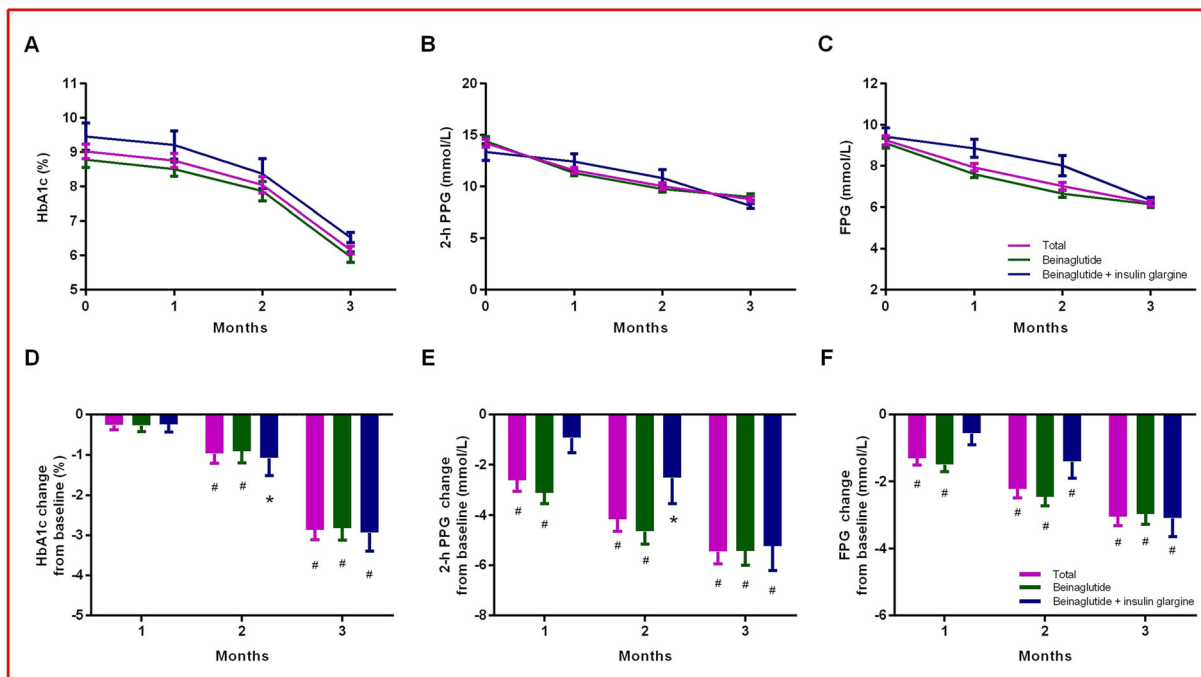 A
HbA1c (%)
11
10
9
8
7
6
5
0
1
2
3
Months
B
2-h PPG (mmol/L)
20
15
10
5
0
0
1
2
3
Months
C
FPG (mmol/L)
12
10
8
6
4
2
0
1
2
3
Months
Total
Beinaglutide
Beinaglutide + insulin glargine
D
HbA1c change
from baseline (%)
0
-1
-2
-3
-4
-5
# # *
# # #
1
2
3
Months
E
2-h PPG change
from baseline (mmol/L)
0
-2
-4
-6
-8
# #
# # *
# # #
1
2
3
Months
F
FPG change
from baseline (mmol/L)
0
-2
-4
-6
# #
# # #
# # #
1
2
3
Months
Total
Beinaglutide
Beinaglutide + insulin glargine